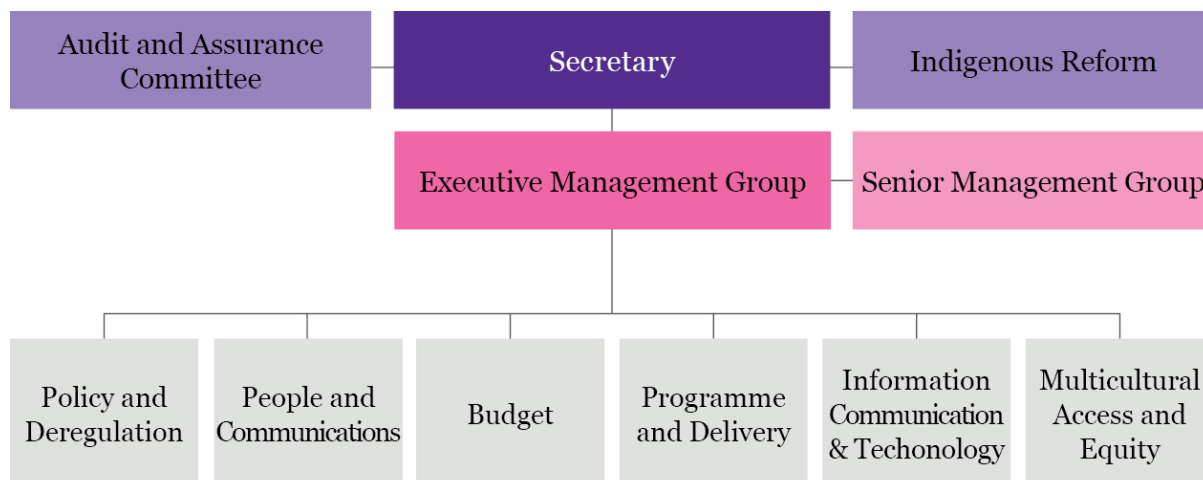 Audit and Assurance
Committee
Secretary
Indigenous Reform
Executive Management Group
Senior Management Group
Policy and
Deregulation
People and
Communications
Budget
Programme
and Delivery
Information
Communication
& Techonology
Multicultural
Access and
Equity